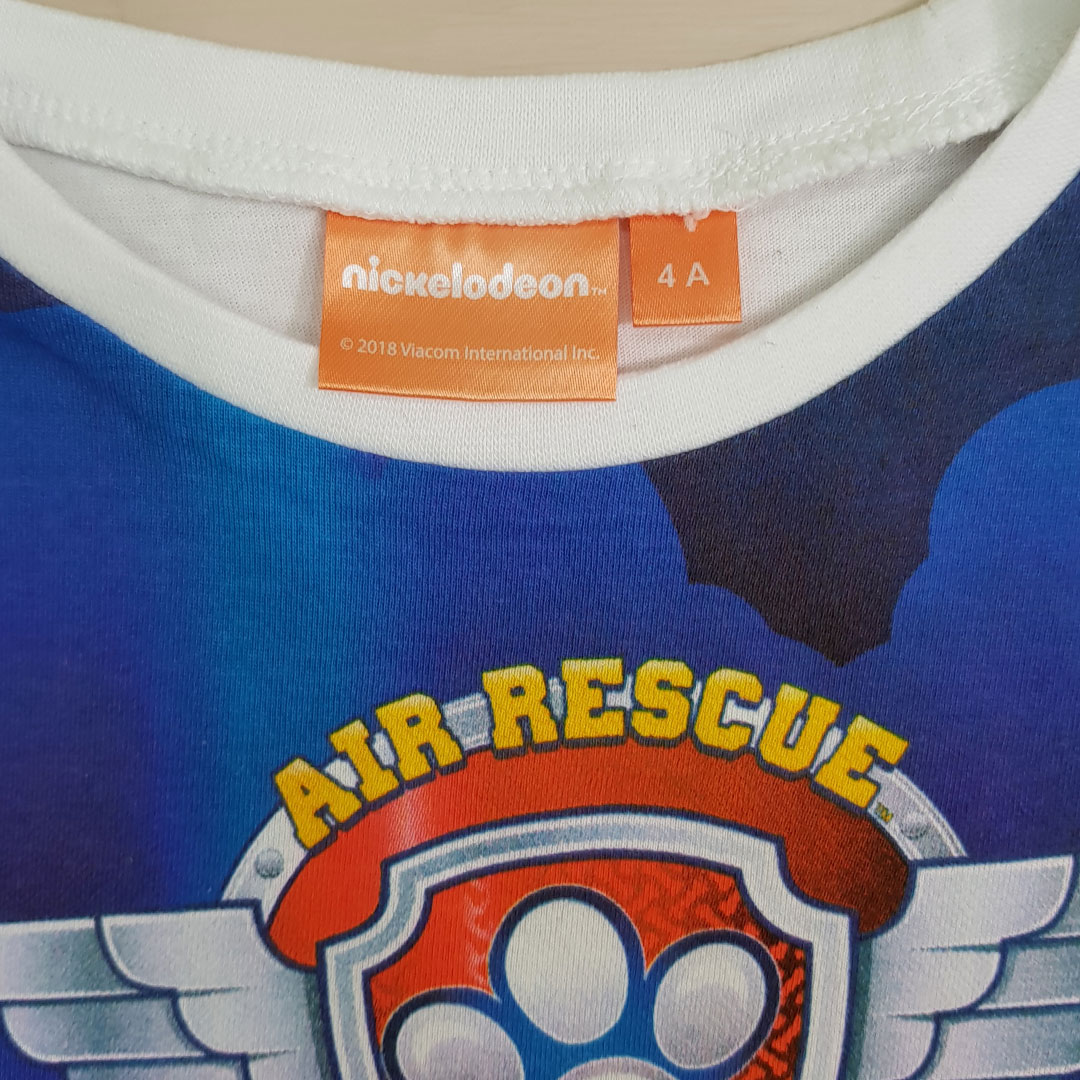 nickelodeon™
© 2018 Viacom International Inc.
4 A
AIR RESCUE™